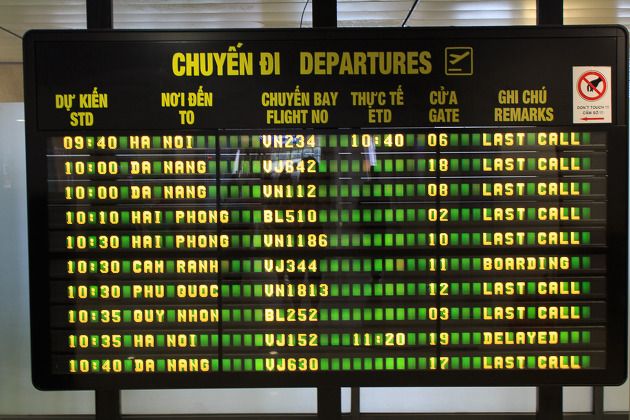 CHUYẾN ĐI DEPARTURES
DỰ KIẾN NƠI ĐẾN CHUYẾN BAY THỰC TẾ CỬA GHI CHÚ
STD TO FLIGHT NO ETD GATE REMARKS
DON'T TOUCH
09:40 HA NOI VN234 10:40 06 LAST CALL
10:00 DA NANG VJ642 18 LAST CALL
10:00 DA NANG VN112 08 LAST CALL
10:10 HAI PHONG BL510 02 LAST CALL
10:30 HAI PHONG VN1186 10 LAST CALL
10:30 CAM RANH VJ344 11 BOARDING
10:30 PHU QUOC VN1813 12 LAST CALL
10:35 QUY NHON BL252 03 LAST CALL
10:35 HA NOI VJ152 11:20 19 DELAYED
10:40 DA NANG VJ630 17 LAST CALL